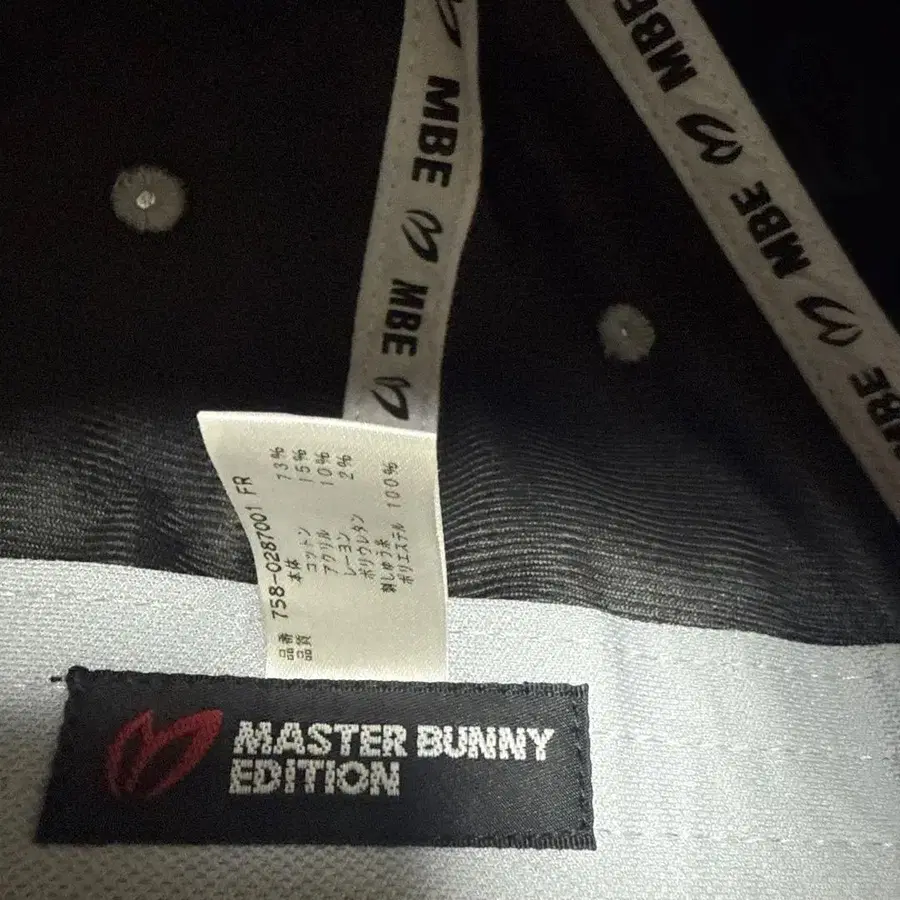 MBE
MBE
MBE
MBE
MBE
品番 758-0287001 FR
品質 本体
コットン 73%
アクリル 15%
レーヨン 10%
ポリウレタン 2%
刺しゅう糸
ポリエステル 100%
MASTER BUNNY
EDITION